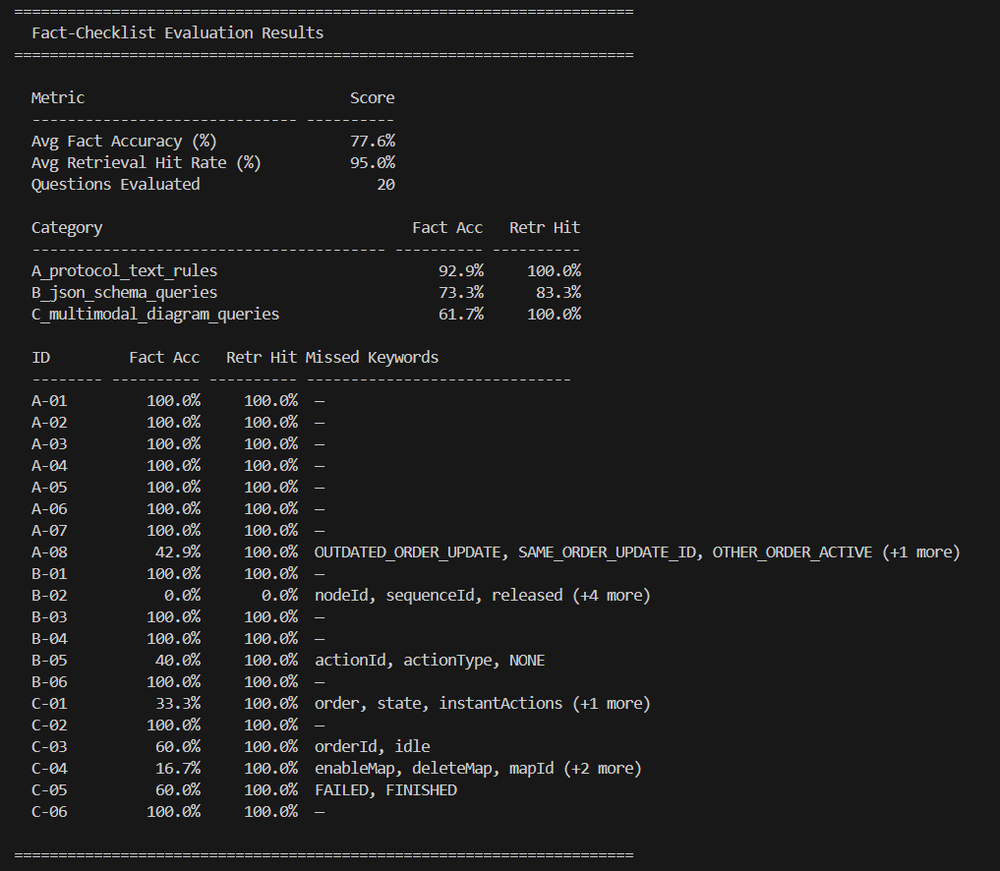 ======================================================================
Fact-Checklist Evaluation Results
======================================================================
Metric Score
------------------------------ ----------
Avg Fact Accuracy (%) 77.6%
Avg Retrieval Hit Rate (%) 95.0%
Questions Evaluated 20
Category Fact Acc Retr Hit
---------------------------------------- ---------- ----------
A_protocol_text_rules 92.9% 100.0%
B_json_schema_queries 73.3% 83.3%
C_multimodal_diagram_queries 61.7% 100.0%
ID Fact Acc Retr Hit Missed Keywords
-------- ---------- ---------- ------------------------------
A-01 100.0% 100.0% —
A-02 100.0% 100.0% —
A-03 100.0% 100.0% —
A-04 100.0% 100.0% —
A-05 100.0% 100.0% —
A-06 100.0% 100.0% —
A-07 100.0% 100.0% —
A-08 42.9% 100.0% OUTDATED_ORDER_UPDATE, SAME_ORDER_UPDATE_ID, OTHER_ORDER_ACTIVE (+1 more)
B-01 100.0% 100.0% —
B-02 0.0% 0.0% nodeId, sequenceId, released (+4 more)
B-03 100.0% 100.0% —
B-04 100.0% 100.0% —
B-05 40.0% 100.0% actionId, actionType, NONE
B-06 100.0% 100.0% —
C-01 33.3% 100.0% order, state, instantActions (+1 more)
C-02 100.0% 100.0% —
C-03 60.0% 100.0% orderId, idle
C-04 16.7% 100.0% enableMap, deleteMap, mapId (+2 more)
C-05 60.0% 100.0% FAILED, FINISHED
C-06 100.0% 100.0% —
======================================================================